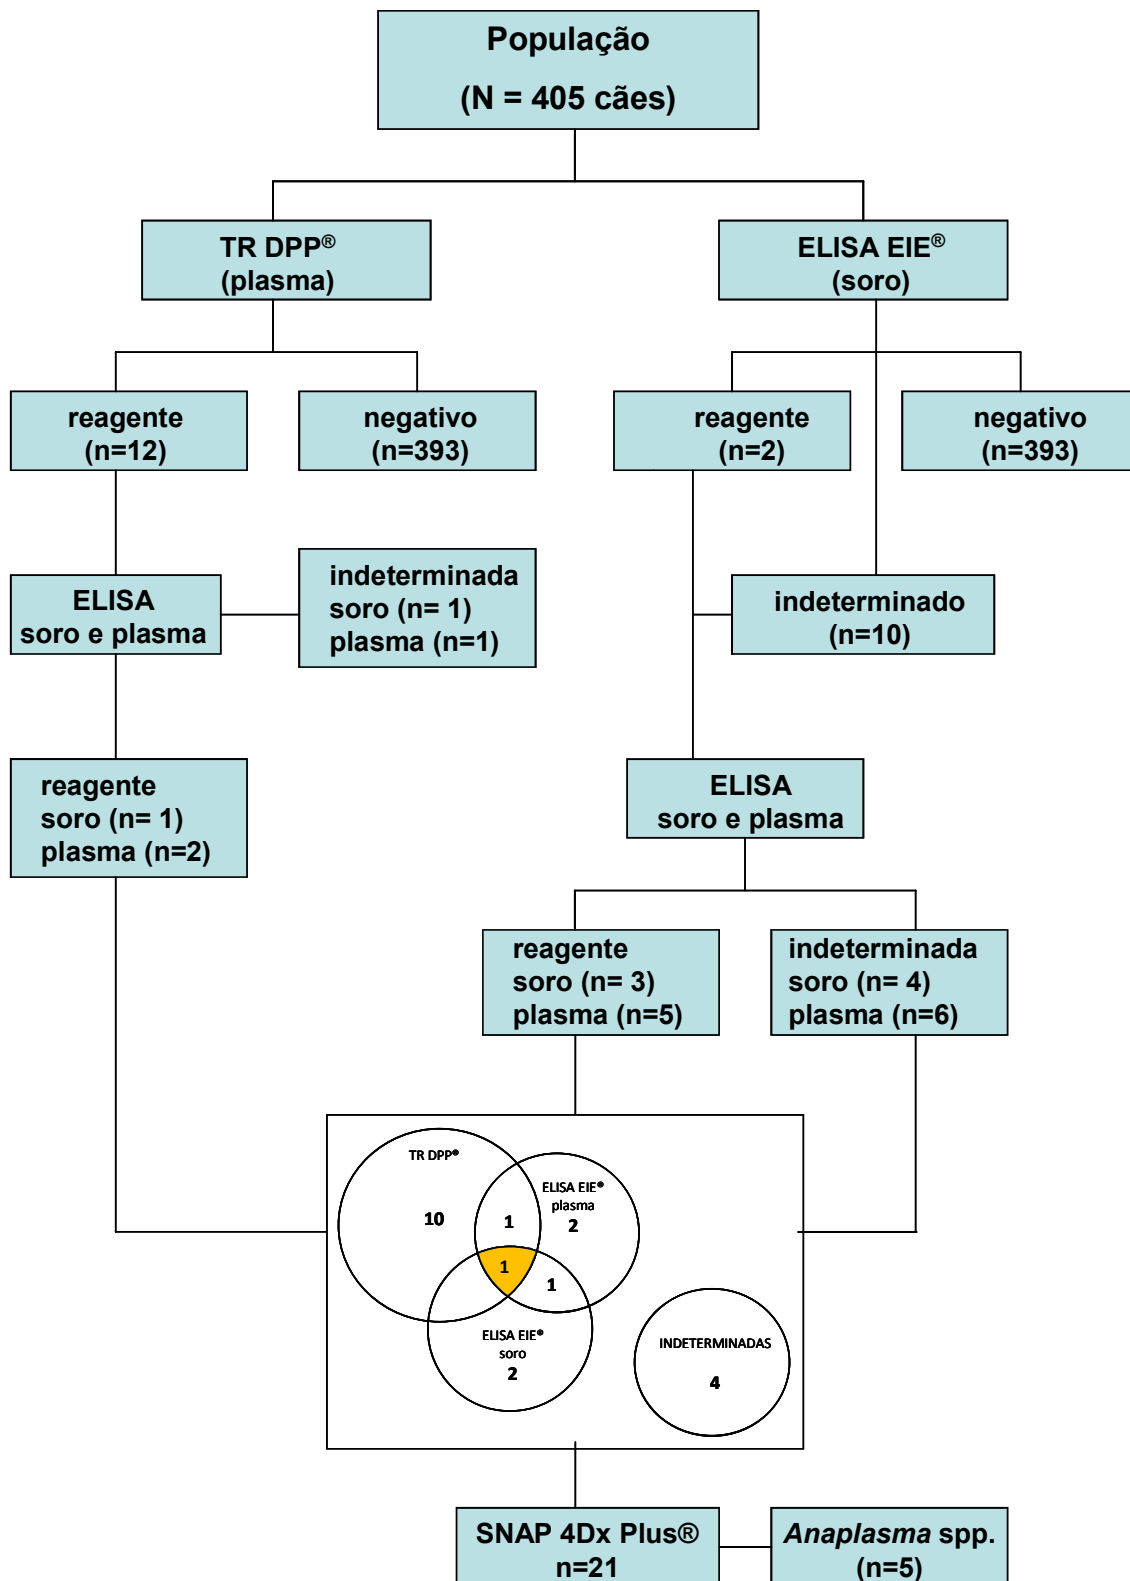 População
(N = 405 cães)
TR DPP®
(plasma)
ELISA EIE®
(soro)
reagente
(n=12)
negativo
(n=393)
reagente
(n=2)
negativo
(n=393)
ELISA
soro e plasma
indeterminada
soro (n= 1)
plasma (n=1)
indeterminado
(n=10)
reagente
soro (n= 1)
plasma (n=2)
ELISA
soro e plasma
reagente
soro (n= 3)
plasma (n=5)
indeterminada
soro (n= 4)
plasma (n=6)
TR DPP®
10
1
ELISA EIE®
plasma
2
1
1
ELISA EIE®
soro
2
INDETERMINADAS
4
SNAP 4Dx Plus®
n=21
Anaplasma spp.
(n=5)